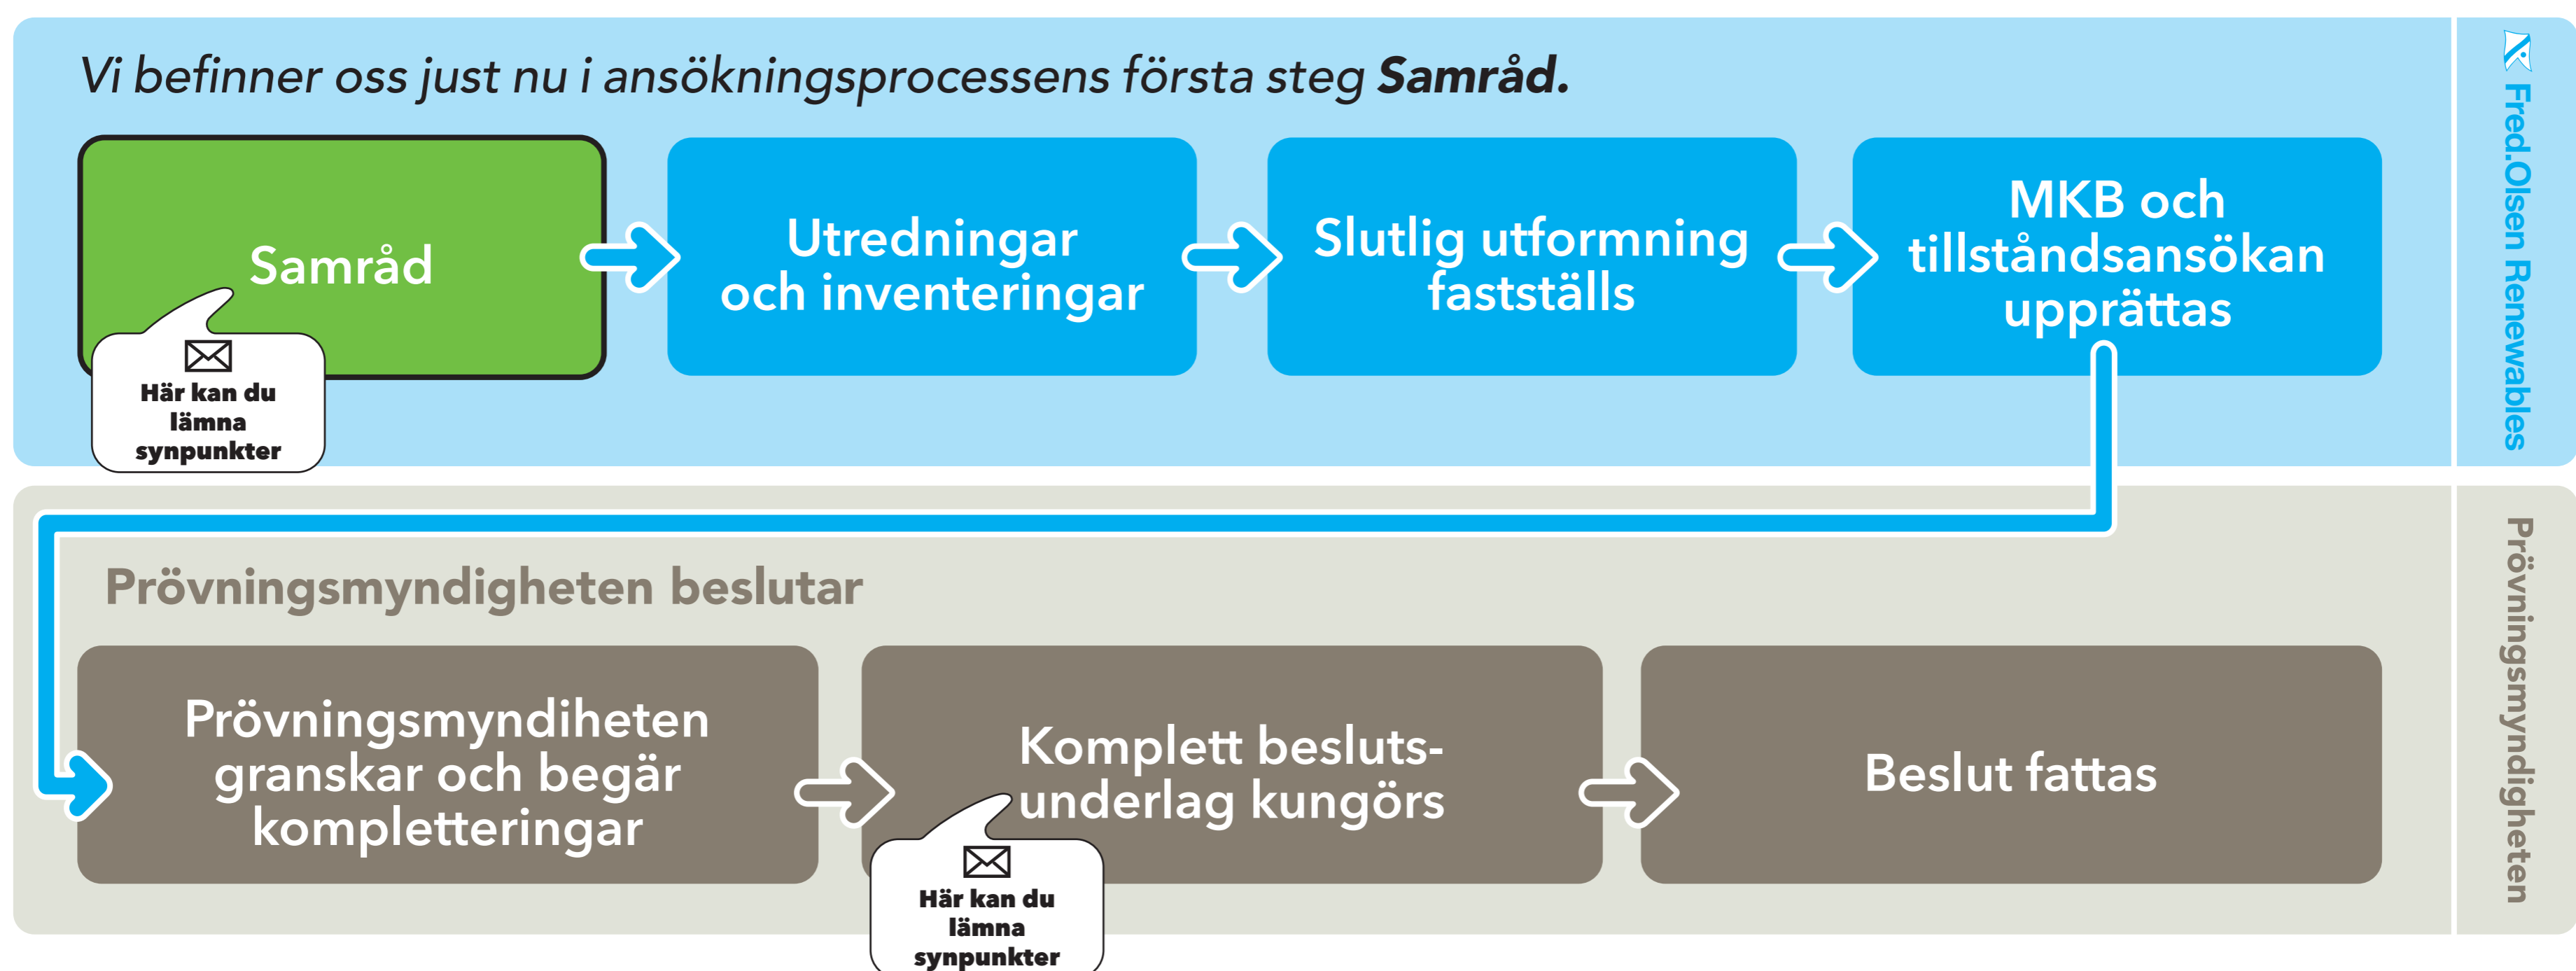 Vi befinner oss just nu i ansökningsprocessens första steg Samråd.
Samråd
Här kan du
lämna
synpunkter
Utredningar
och inventeringar
Slutlig utformning
fastställs
MKB och
tillståndsansökan
upprättas
Fred.Olsen Renewables
Prövningsmyndigheten beslutar
Prövningsmyndiheten
granskar och begär
kompletteringar
Komplett besluts-
underlag kungörs
Här kan du
lämna
synpunkter
Beslut fattas
Prövningsmyndigheten